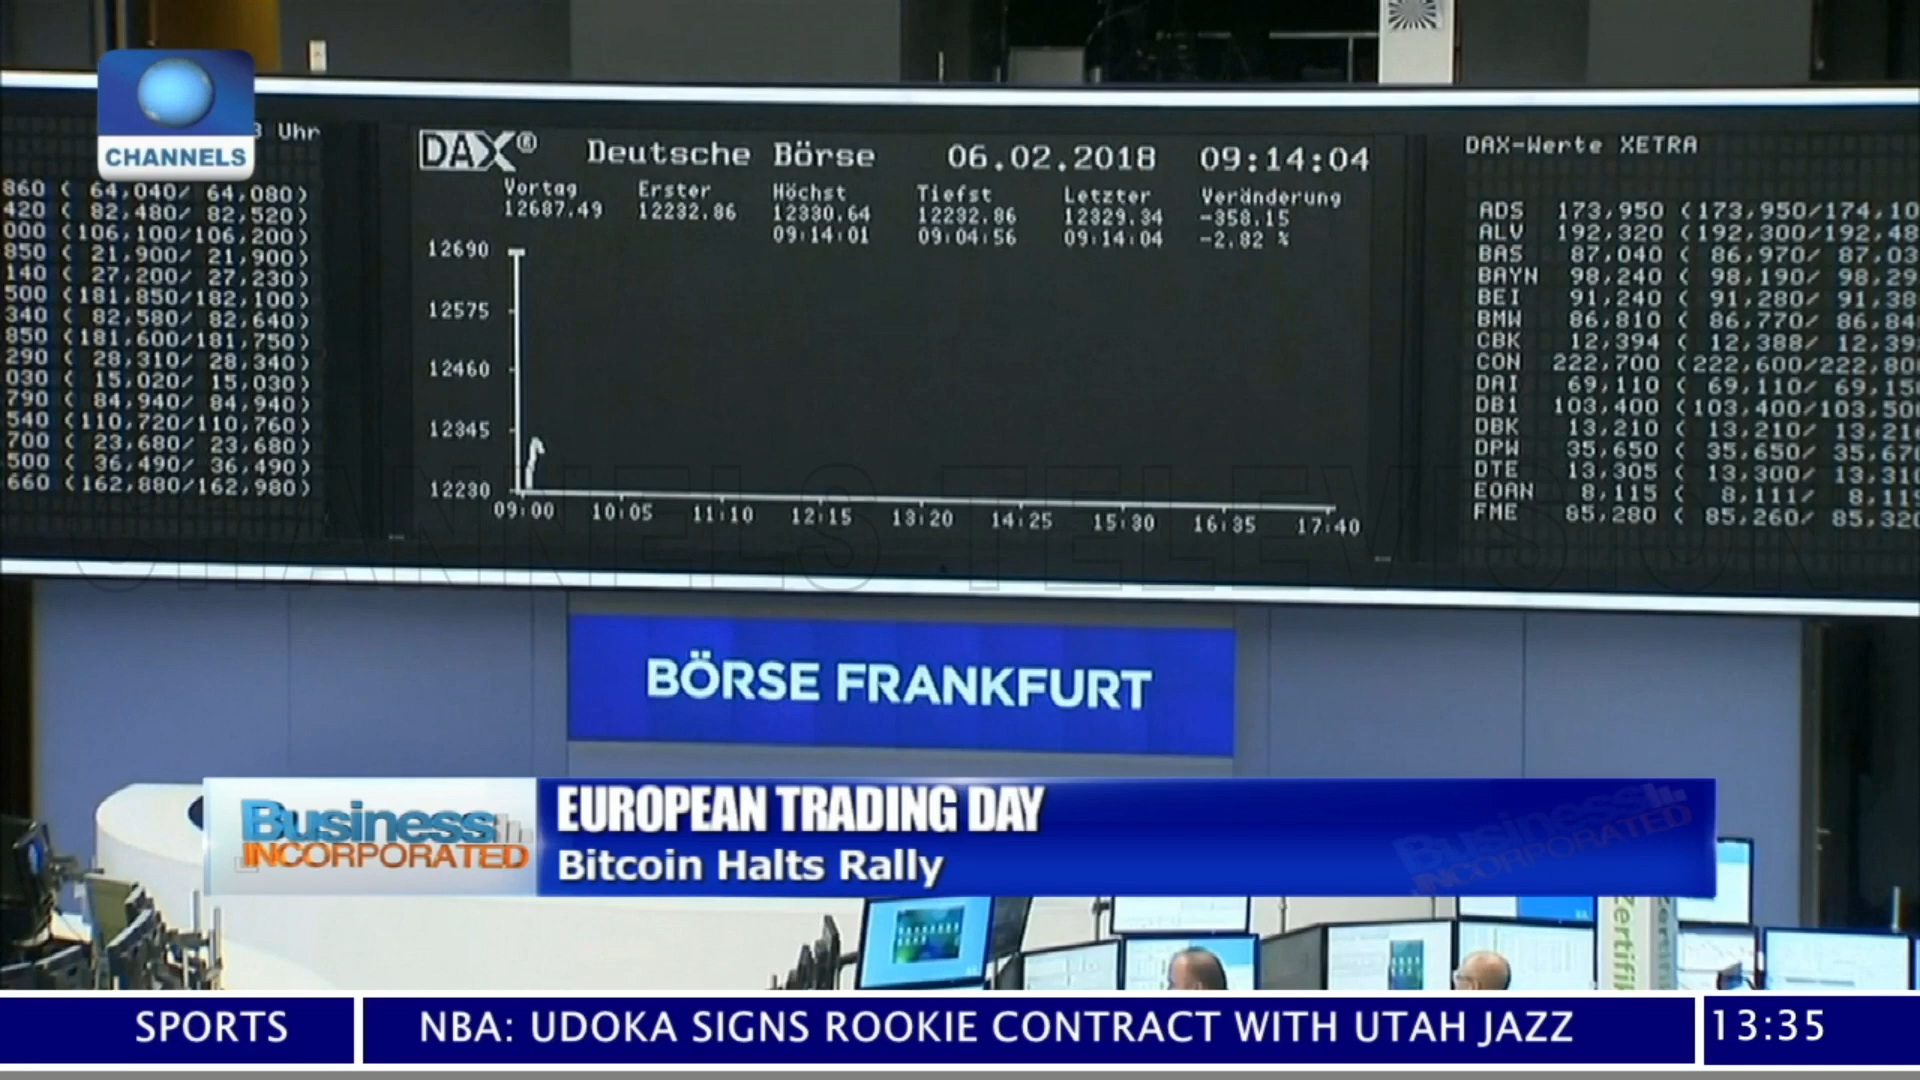 CHANNELS
3 Uhr
860 ( 64,040/ 64,080)
420 ( 82,480/ 82,520)
000 (106,100/106,200)
850 ( 21,900/ 21,900)
140 ( 27,200/ 27,230)
500 (181,850/182,100)
340 ( 82,580/ 82,640)
850 (181,600/181,750)
290 ( 28,310/ 28,340)
030 ( 15,020/ 15,030)
790 ( 84,940/ 84,940)
540 (110,720/110,760)
700 ( 23,680/ 23,680)
500 ( 36,490/ 36,490)
660 (162,880/162,980)
DAX® Deutsche Börse 06.02.2018 09:14:04
Vortag Erster Höchst Tiefst Letzter Veränderung
12687.49 12232.86 12330.64 12232.86 12329.34 -358.15
09:14:01 09:04:56 09:14:04 -2.82 %
12690
12575
12460
12345
12230
09:00 10:05 11:10 12:15 13:20 14:25 15:30 16:35 17:40
DAX-Werte XETRA
ADS 173,950 (173,950/174,10
ALV 192,320 (192,300/192,48
BAS 87,040 ( 86,970/ 87,03
BAYN 98,240 ( 98,190/ 98,29
BEI 91,240 ( 91,280/ 91,38
BMW 86,810 ( 86,770/ 86,84
CBK 12,394 ( 12,388/ 12,39
CON 222,700 (222,600/222,80
DAI 69,110 ( 69,110/ 69,15
DB1 103,400 (103,400/103,50
DBK 13,210 ( 13,210/ 13,21
DPW 35,650 ( 35,650/ 35,67
DTE 13,305 ( 13,300/ 13,31
EOAN 8,115 ( 8,111/ 8,11
FME 85,280 ( 85,260/ 85,32
CHANNELS TELEVISION
BÖRSE FRANKFURT
Business INCORPORATED
EUROPEAN TRADING DAY
Bitcoin Halts Rally
Business INCORPORATED
Zertifi
SPORTS
NBA: UDOKA SIGNS ROOKIE CONTRACT WITH UTAH JAZZ
13:35